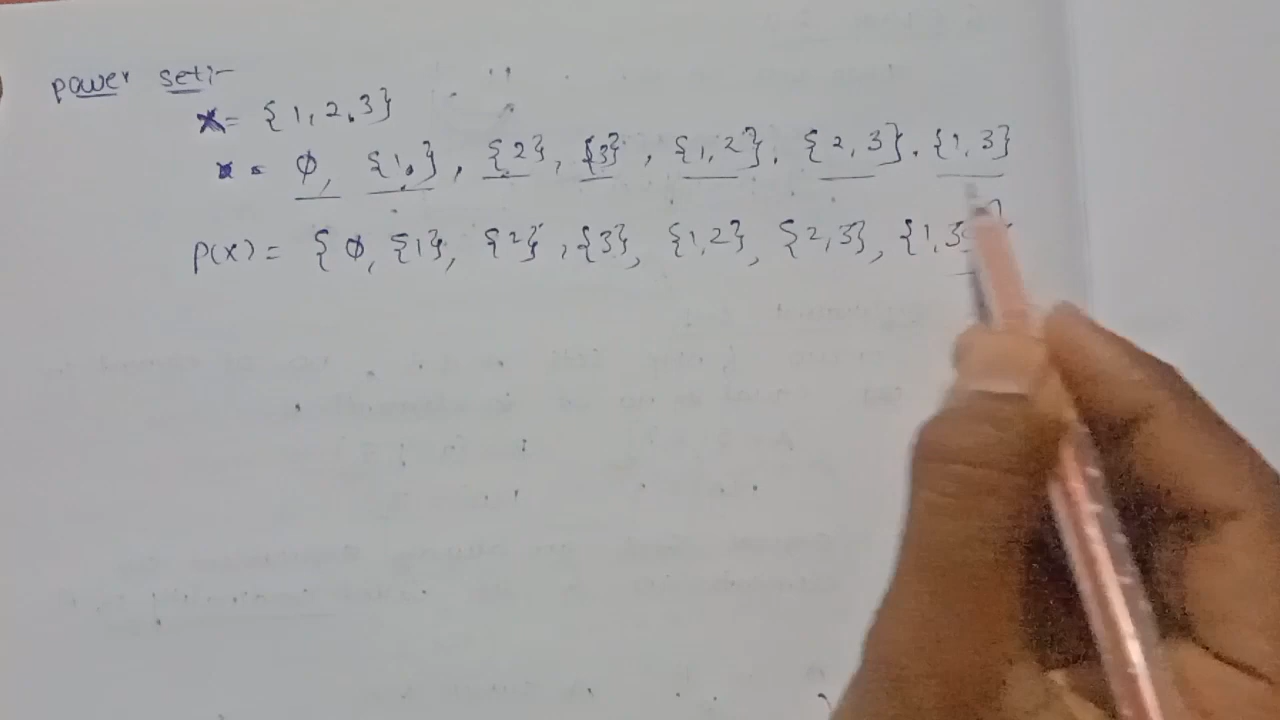 power set:-
x = {1, 2, 3}
x = φ, {1,}, {2}, {3}, {1, 2}, {2, 3}, {1, 3}
p(x) = {φ, {1}, {2}, {3}, {1, 2}, {2, 3}, {1, 3}}